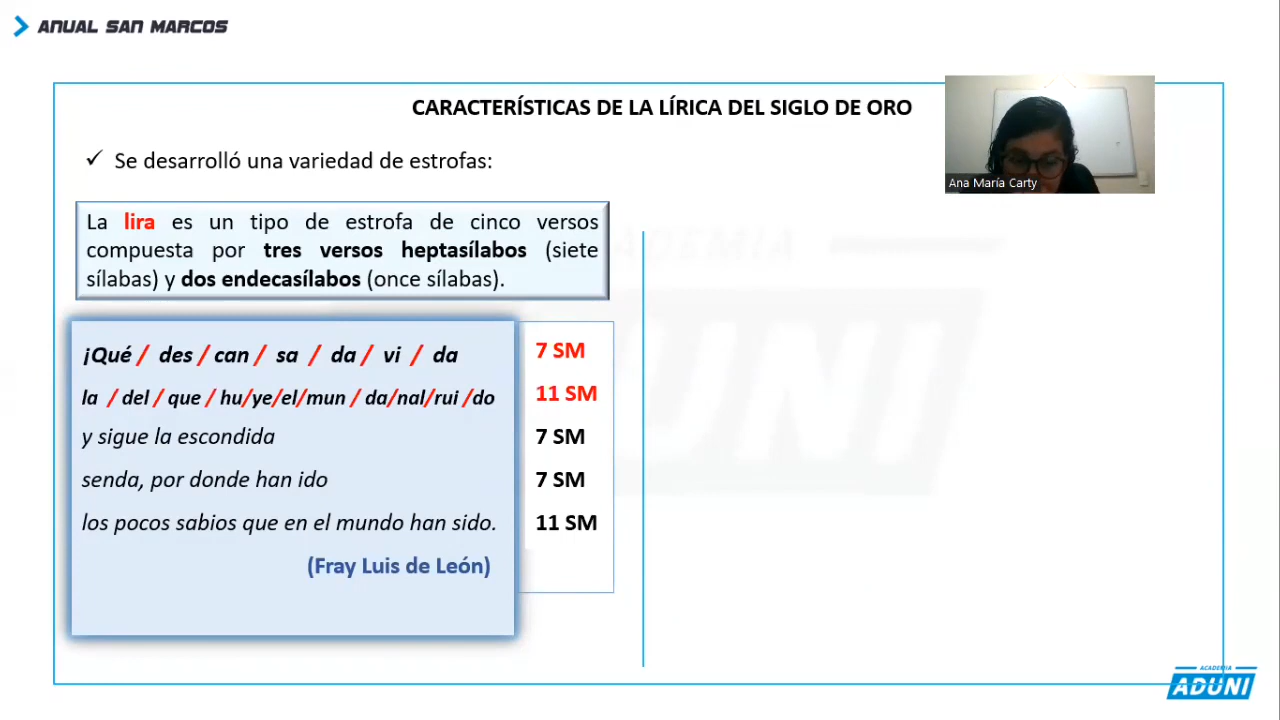 ANUAL SAN MARCOS
CARACTERÍSTICAS DE LA LÍRICA DEL SIGLO DE ORO
✓ Se desarrolló una variedad de estrofas:
La lira es un tipo de estrofa de cinco versos
compuesta por tres versos heptasílabos (siete
sílabas) y dos endecasílabos (once sílabas).
¡Qué / des / can / sa / da / vi / da 7 SM
la / del / que / hu/ye/el/mun / da/nal/rui /do 11 SM
y sigue la escondida 7 SM
senda, por donde han ido 7 SM
los pocos sabios que en el mundo han sido. 11 SM
(Fray Luis de León)
Ana María Carty
ACADEMIA
ADUNI
ACADEMIA
ADUNI